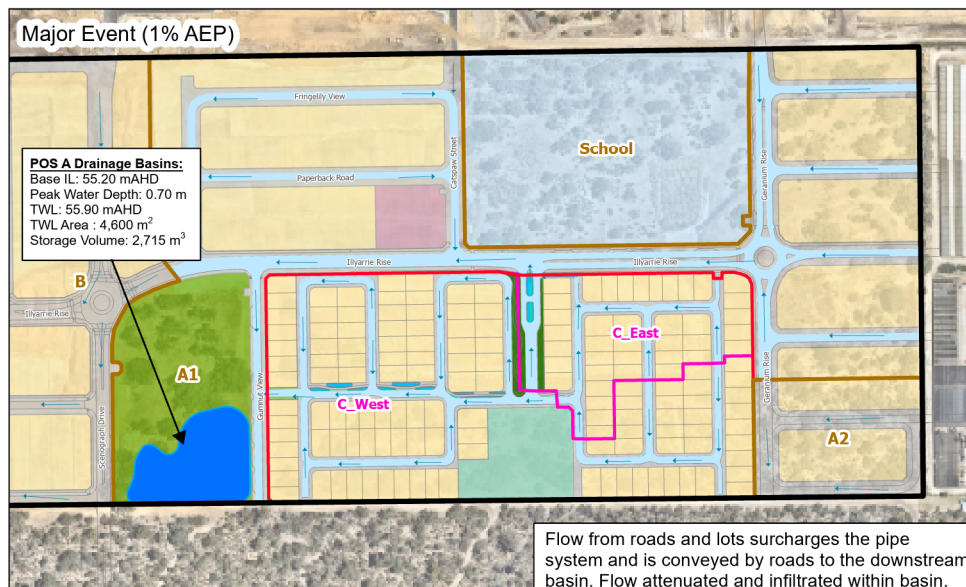 Major Event (1% AEP)
Fringelily View
School
Catspaw Street
Geranium Rise
POS A Drainage Basins:
Base IL: 55.20 mAHD
Peak Water Depth: 0.70 m
TWL: 55.90 mAHD
TWL Area : 4,600 m²
Storage Volume: 2,715 m³
Paperback Road
Illyarrie Rise
Illyarrie Rise
B
Illyarrie Rise
C_East
A1
Gumnut View
C_West
Geranium Rise
Scenograph Drive
A2
Flow from roads and lots surcharges the pipe
system and is conveyed by roads to the downstream
basin. Flow attenuated and infiltrated within basin.